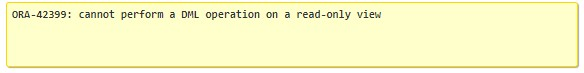 ORA-42399: cannot perform a DML operation on a read-only view